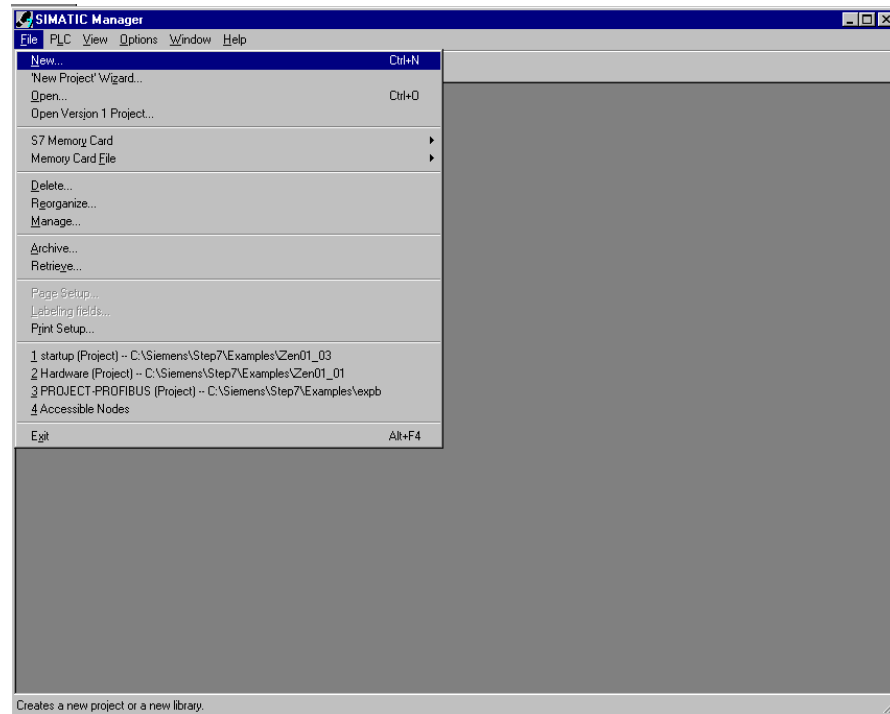 SIMATIC Manager
File PLC View Options Window Help
New... Ctrl+N
'New Project' Wizard...
Open... Ctrl+O
Open Version 1 Project...
S7 Memory Card
Memory Card File
Delete...
Reorganize...
Manage...
Archive...
Retrieve...
Page Setup...
Labeling fields...
Print Setup...
1 startup (Project) -- C:\Siemens\Step7\Examples\Zen01_03
2 Hardware (Project) -- C:\Siemens\Step7\Examples\Zen01_01
3 PROJECT-PROFIBUS (Project) -- C:\Siemens\Step7\Examples\expb
4 Accessible Nodes
Exit Alt+F4
Creates a new project or a new library.